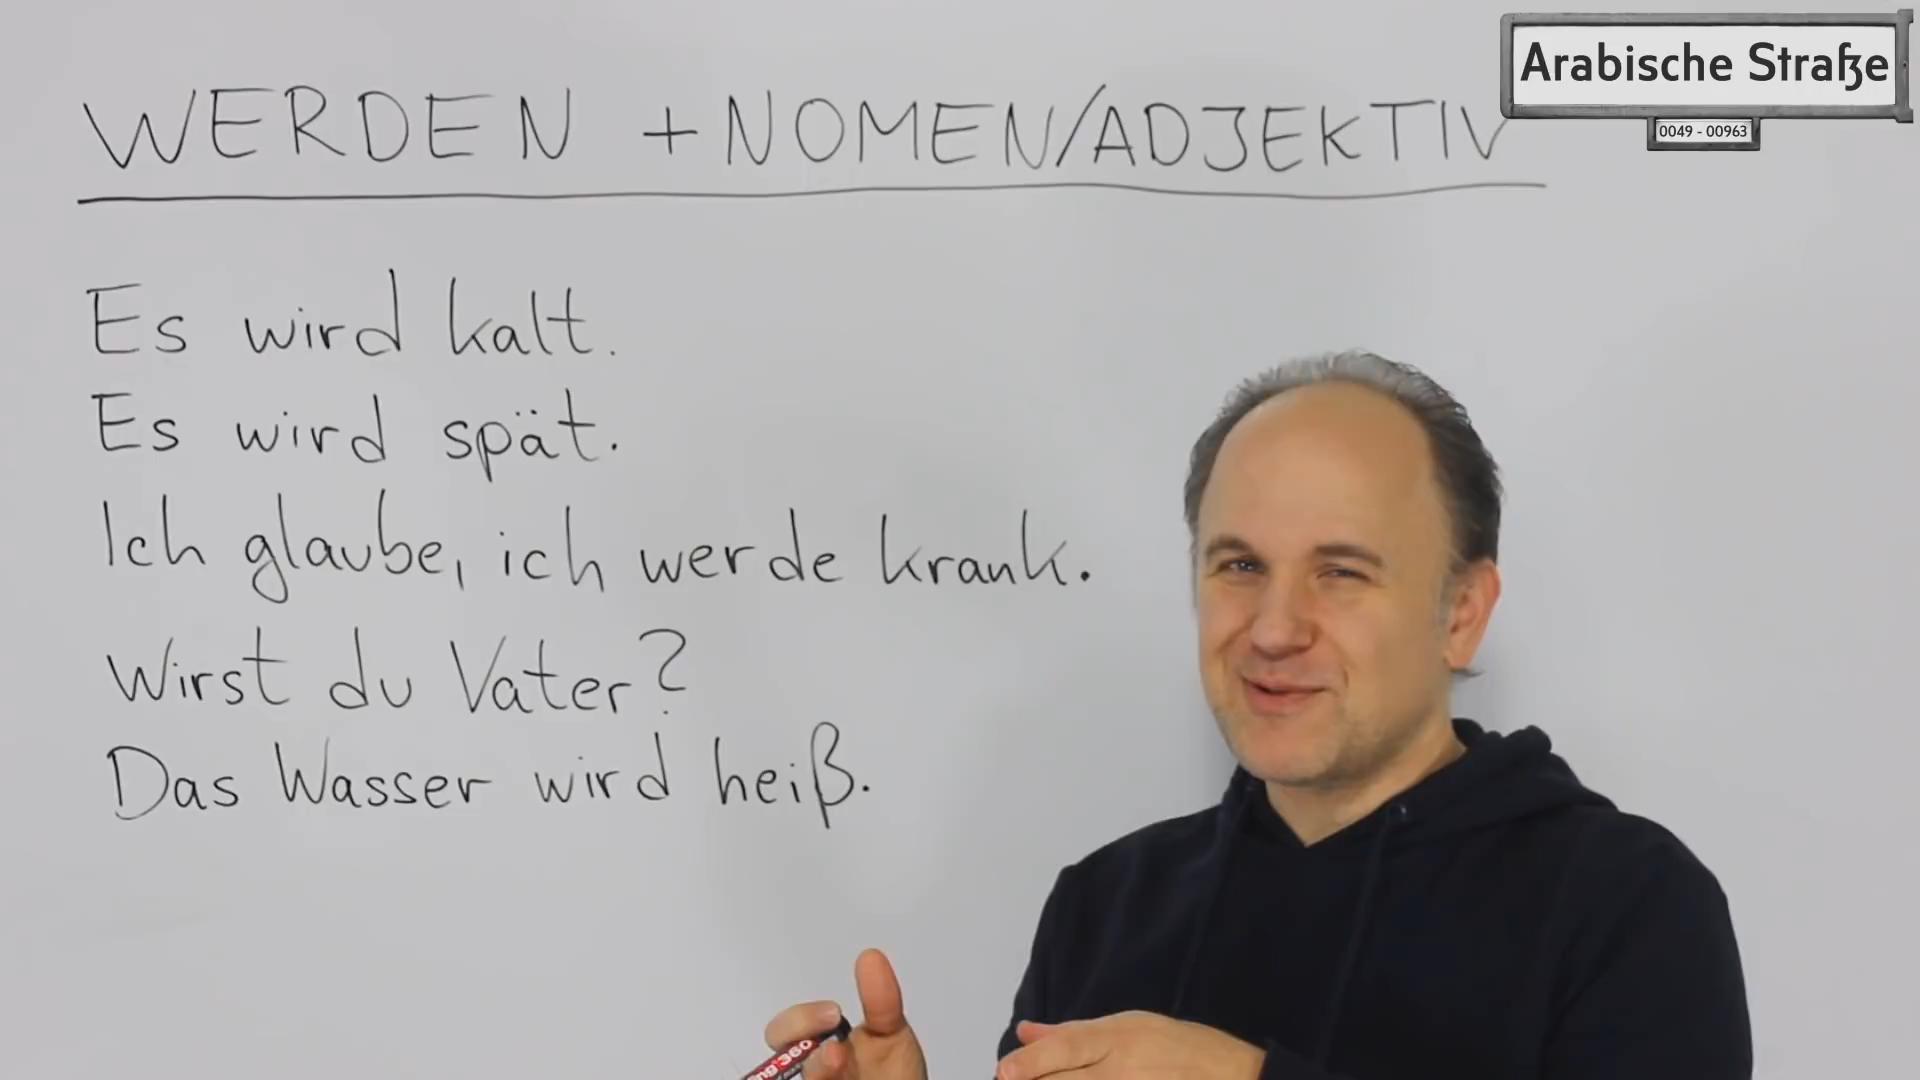 WERDEN + NOMEN/ADJEKTIV
Arabische Straße
0049 - 00963
Es wird kalt.
Es wird spät.
Ich glaube, ich werde krank.
Wirst du Vater?
Das Wasser wird heiß.
360